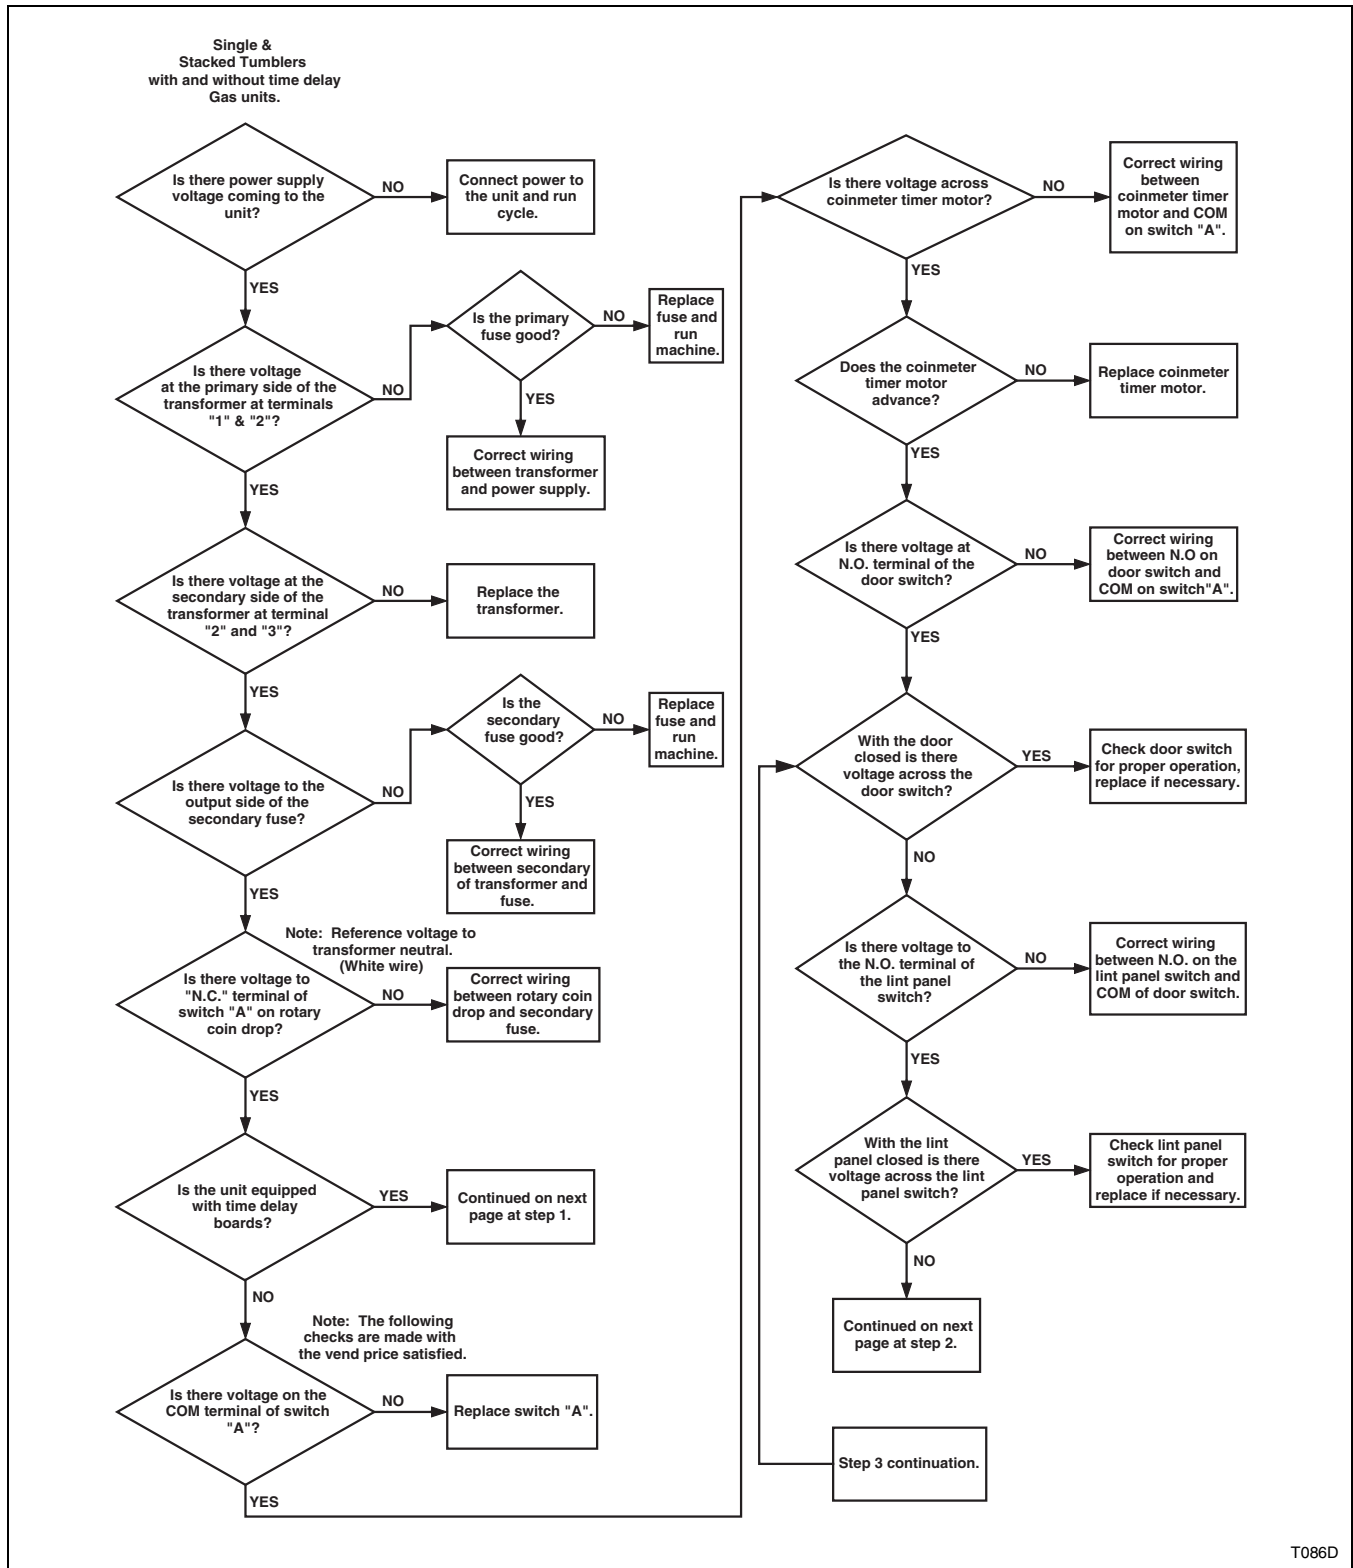 Single &
Stacked Tumblers
with and without time delay
Gas units.
Is there power supply
voltage coming to the
unit?
NO
Connect power to
the unit and run
cycle.
YES
Is there voltage
at the primary side of the
transformer at terminals
"1" & "2"?
NO
Is the primary
fuse good?
NO
Replace
fuse and
run
machine.
YES
Correct wiring
between transformer
and power supply.
YES
Is there voltage at the
secondary side of the
transformer at terminal
"2" and "3"?
NO
Replace the
transformer.
YES
Is there voltage to the
output side of the
secondary fuse?
NO
Is the
secondary
fuse good?
NO
Replace
fuse and
run
machine.
YES
Correct wiring
between secondary
of transformer and
fuse.
YES
Note: Reference voltage to
transformer neutral.
(White wire)
Is there voltage to
"N.C." terminal of
switch "A" on rotary
coin drop?
NO
Correct wiring
between rotary coin
drop and secondary
fuse.
YES
Is the unit equipped
with time delay
boards?
YES
Continued on next
page at step 1.
NO
Note: The following
checks are made with
the vend price satisfied.
Is there voltage on the
COM terminal of switch
"A"?
NO
Replace switch "A".
YES
Is there voltage across
coinmeter timer motor?
NO
Correct wiring
between
coinmeter timer
motor and COM
on switch "A".
YES
Does the coinmeter
timer motor
advance?
NO
Replace coinmeter
timer motor.
YES
Is there voltage at
N.O. terminal of the
door switch?
NO
Correct wiring
between N.O on
door switch and
COM on switch"A".
YES
With the door
closed is there
voltage across the
door switch?
YES
Check door switch
for proper operation,
replace if necessary.
NO
Is there voltage to
the N.O. terminal of
the lint panel
switch?
NO
Correct wiring
between N.O. on the
lint panel switch and
COM of door switch.
YES
With the lint
panel closed is there
voltage across the lint
panel switch?
YES
Check lint panel
switch for proper
operation and
replace if necessary.
NO
Continued on next
page at step 2.
Step 3 continuation.
T086D